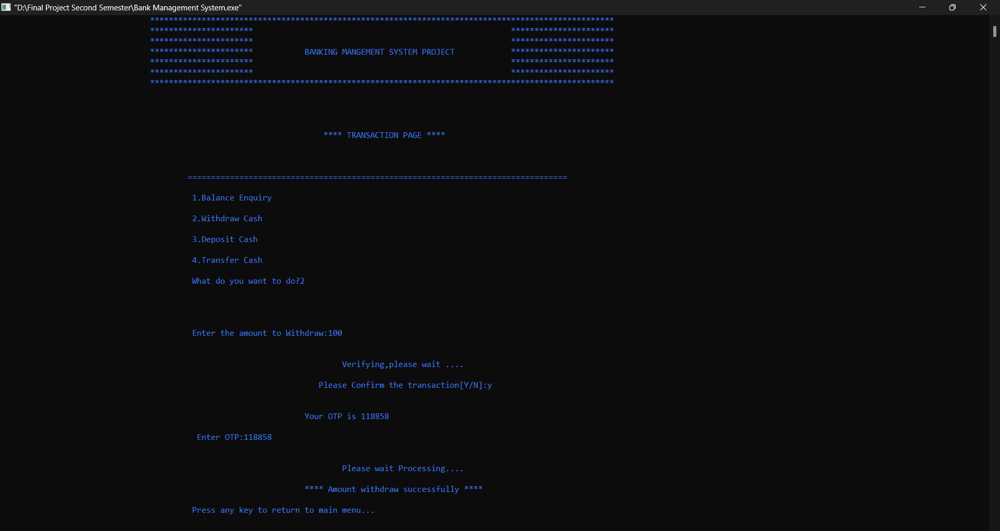 "D:\Final Project Second Semester\Bank Management System.exe"
***************************************************************************************************
**********************                                                       **********************
**********************                                                       **********************
********************** BANKING MANGEMENT SYSTEM PROJECT **********************
**********************                                                       **********************
**********************                                                       **********************
***************************************************************************************************
**** TRANSACTION PAGE ****
=================================================================================
1.Balance Enquiry
2.Withdraw Cash
3.Deposit Cash
4.Transfer Cash
What do you want to do?2
Enter the amount to Withdraw:100
Verifying,please wait ....
Please Confirm the transaction[Y/N]:y
Your OTP is 118858
Enter OTP:118858
Please wait Processing....
**** Amount withdraw successfully ****
Press any key to return to main menu...